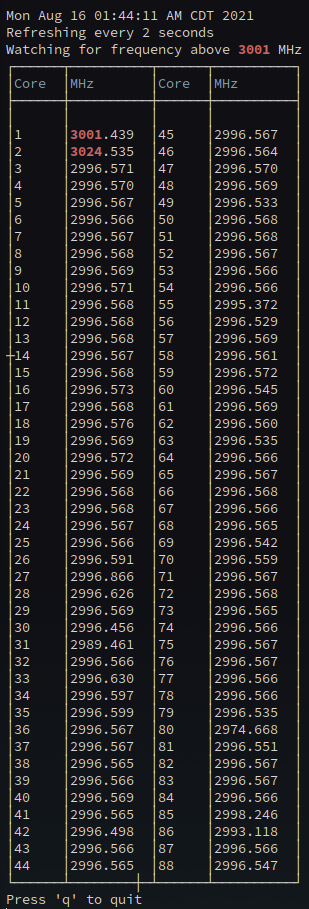 Mon Aug 16 01:44:11 AM CDT 2021
Refreshing every 2 seconds
Watching for frequency above 3001 MHz
Core MHz Core MHz
1 3001.439 45 2996.567
2 3024.535 46 2996.564
3 2996.571 47 2996.570
4 2996.570 48 2996.569
5 2996.567 49 2996.533
6 2996.566 50 2996.568
7 2996.567 51 2996.568
8 2996.568 52 2996.567
9 2996.569 53 2996.566
10 2996.571 54 2996.566
11 2996.568 55 2995.372
12 2996.568 56 2996.529
13 2996.568 57 2996.569
14 2996.567 58 2996.561
15 2996.568 59 2996.572
16 2996.573 60 2996.545
17 2996.568 61 2996.569
18 2996.576 62 2996.560
19 2996.569 63 2996.535
20 2996.572 64 2996.566
21 2996.569 65 2996.567
22 2996.568 66 2996.568
23 2996.568 67 2996.566
24 2996.567 68 2996.565
25 2996.566 69 2996.542
26 2996.591 70 2996.559
27 2996.866 71 2996.567
28 2996.626 72 2996.568
29 2996.569 73 2996.565
30 2996.456 74 2996.566
31 2989.461 75 2996.567
32 2996.566 76 2996.567
33 2996.630 77 2996.566
34 2996.597 78 2996.566
35 2996.599 79 2996.535
36 2996.567 80 2974.668
37 2996.567 81 2996.551
38 2996.565 82 2996.567
39 2996.566 83 2996.567
40 2996.569 84 2996.566
41 2996.565 85 2998.246
42 2996.498 86 2993.118
43 2996.566 87 2996.566
44 2996.565 88 2996.547
Press 'q' to quit